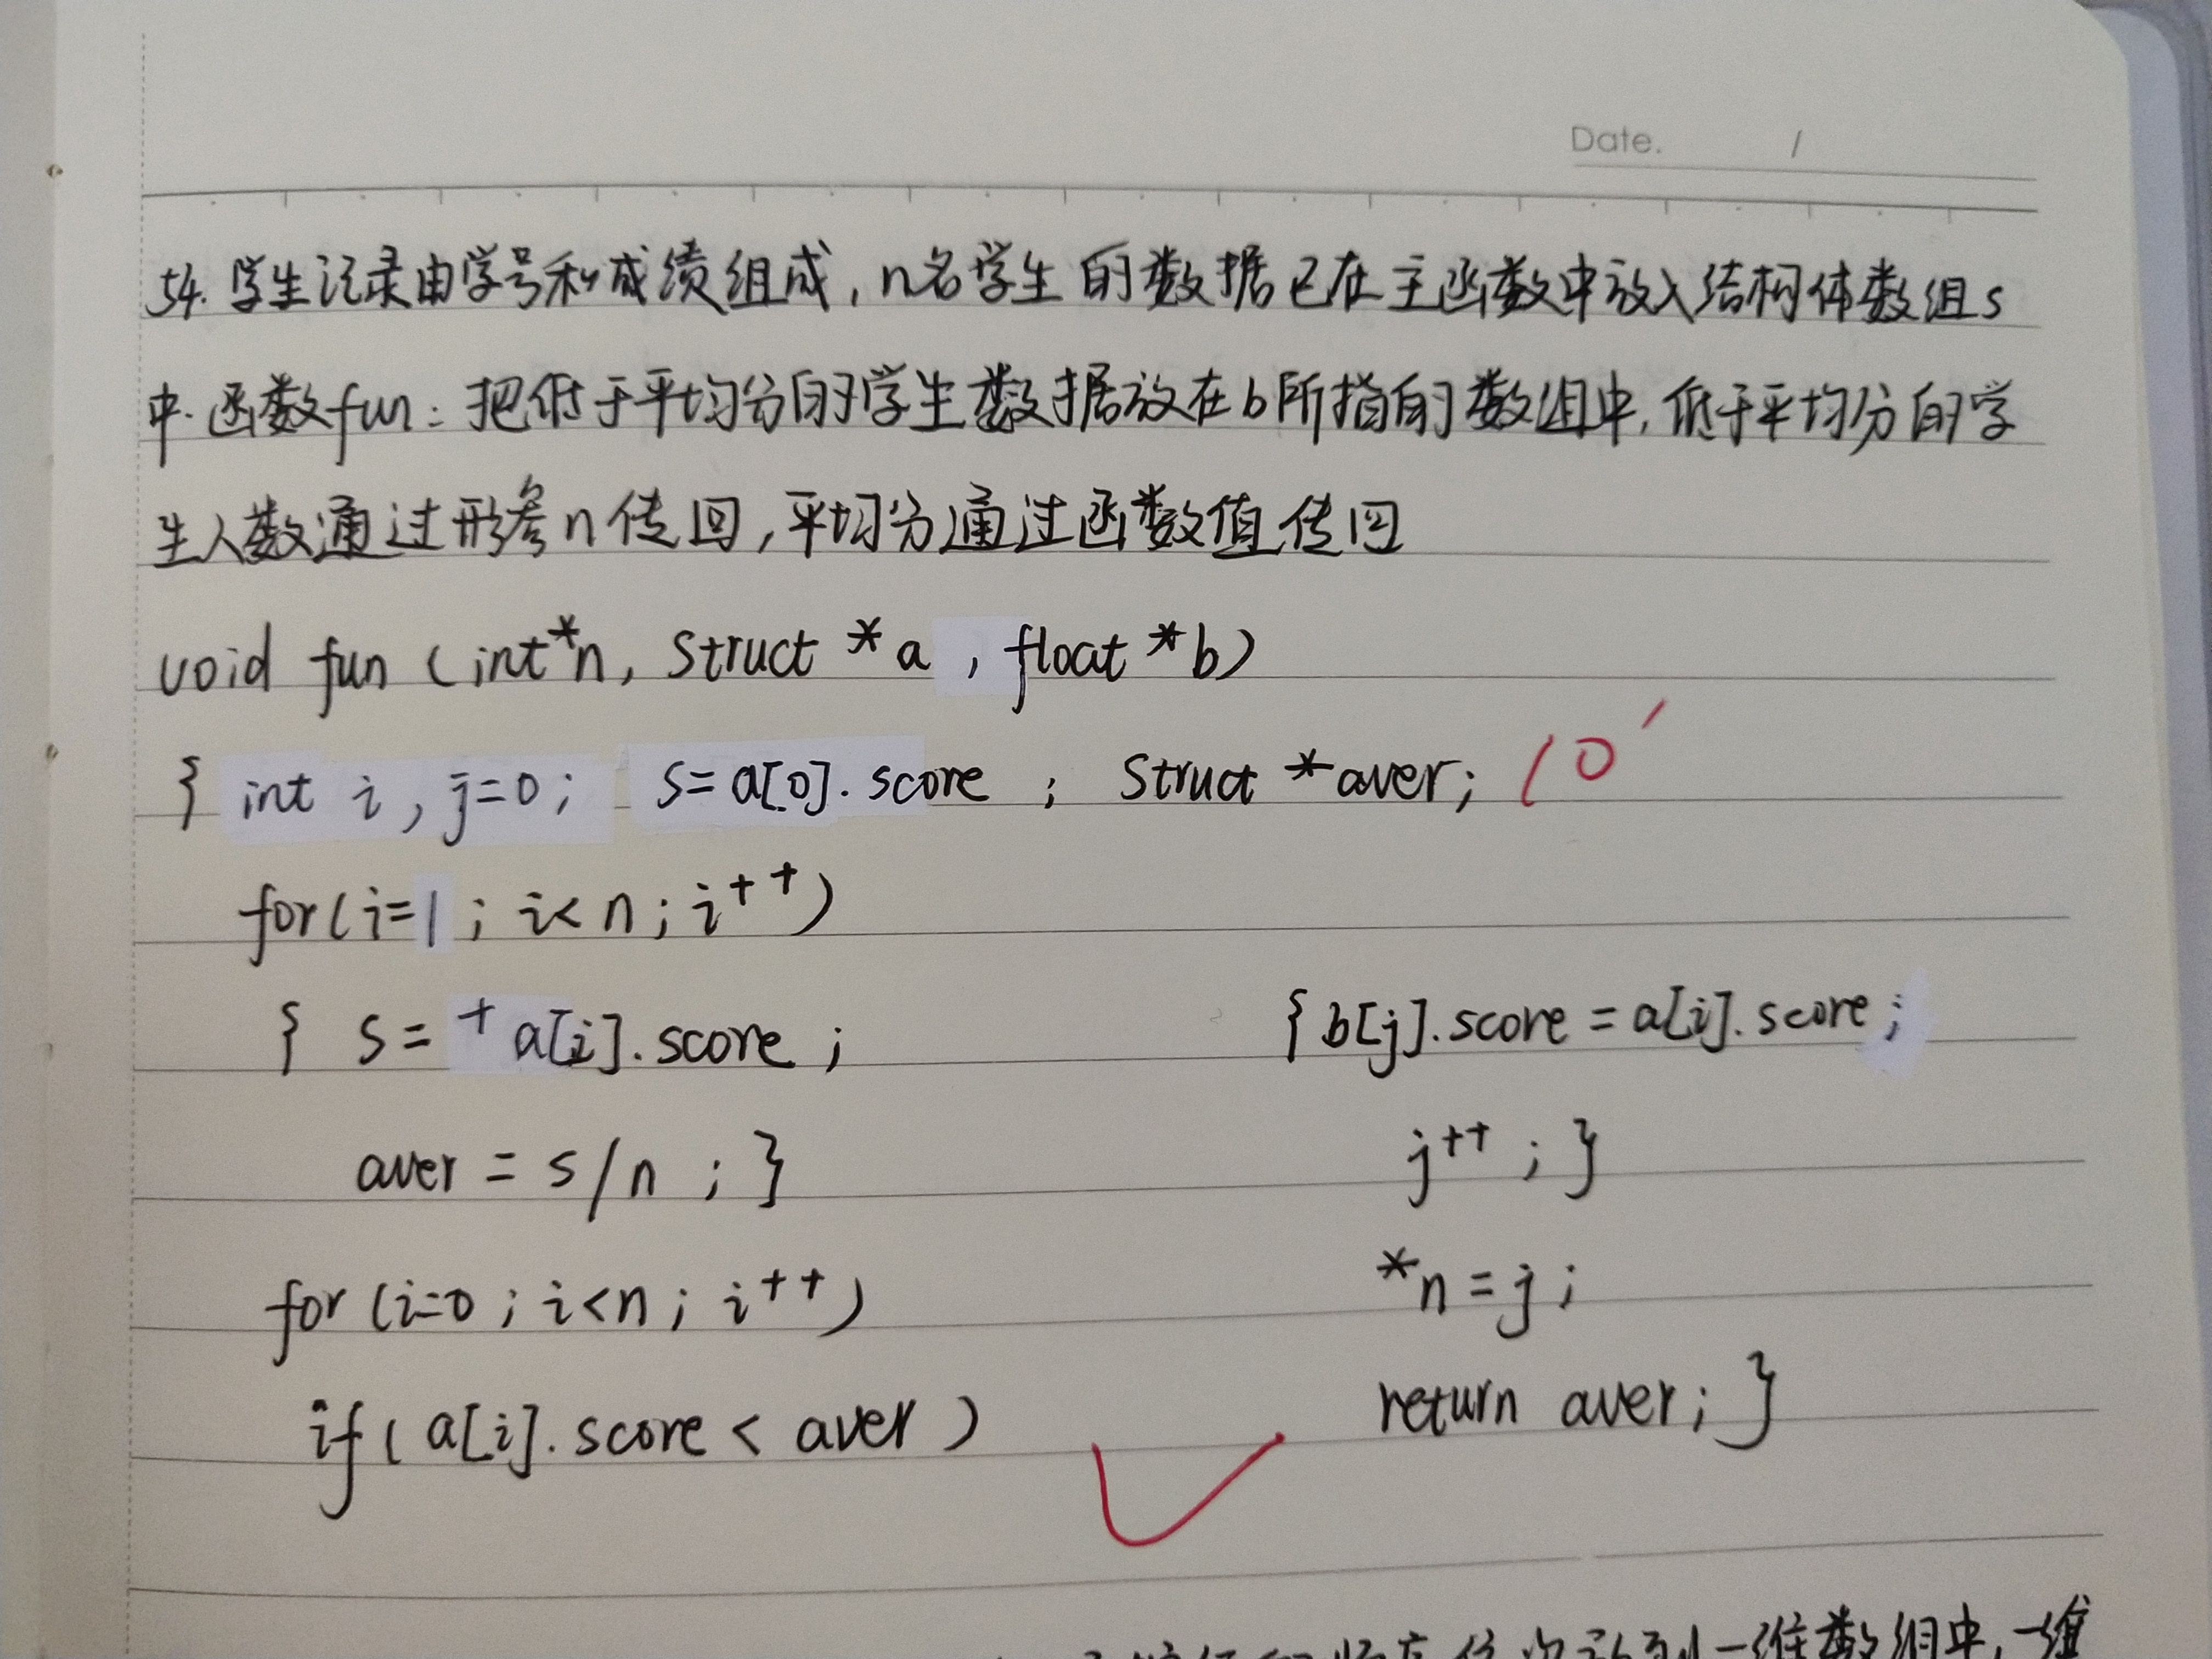 Date. /
54. 学生记录由学号和成绩组成, n名学生的数据已在主函数中放入结构体数组s
中. 函数fun: 把低于平均分的学生数据放在b所指的数组中, 低于平均分的学
生人数通过形参n传回, 平均分通过函数值传回
void fun (int*n, struct *a , float *b)
{ int i, j=0; s=a[0].score ; struct *aver; 10'
for(i=1; i<n; i++)
{ s= +a[i].score ;
aver = s/n ; }
for (i=0 ; i<n; i++)
if( a[i].score < aver )
{ b[j].score = a[i].score;
j++ ; }
*n = j;
return aver; }
一维数组中, 一维